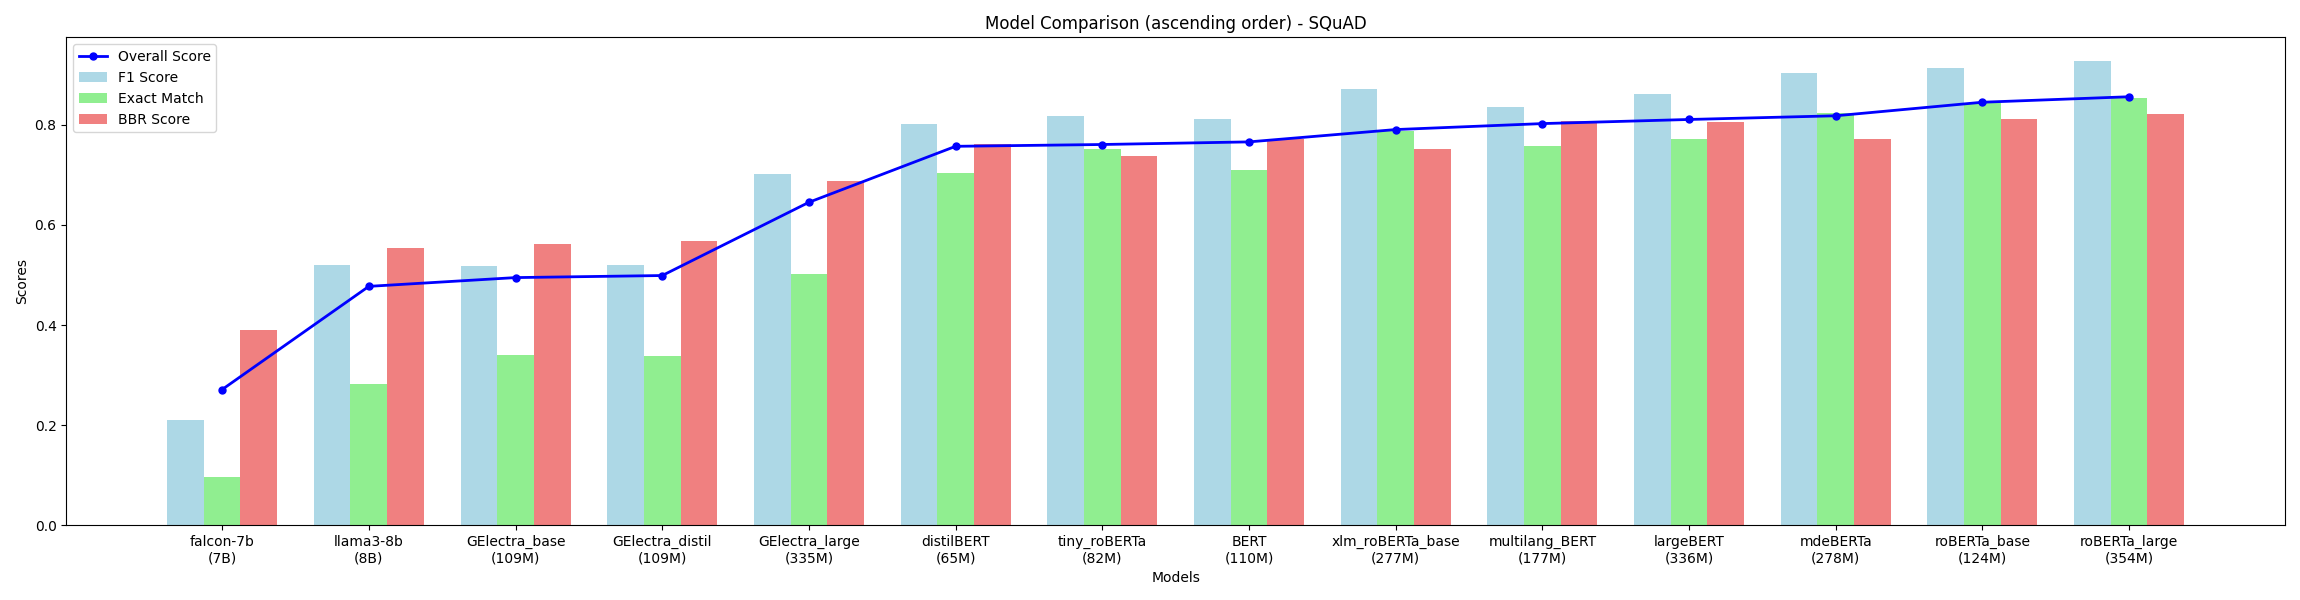 Model Comparison (ascending order) - SQuAD
Overall Score
F1 Score
Exact Match
BBR Score
Scores
0.8
0.6
0.4
0.2
0.0
falcon-7b
(7B)
llama3-8b
(8B)
GElectra_base
(109M)
GElectra_distil
(109M)
GElectra_large
(335M)
distilBERT
(65M)
tiny_roBERTa
(82M)
BERT
(110M)
xlm_roBERTa_base
(277M)
multilang_BERT
(177M)
largeBERT
(336M)
mdeBERTa
(278M)
roBERTa_base
(124M)
roBERTa_large
(354M)
Models